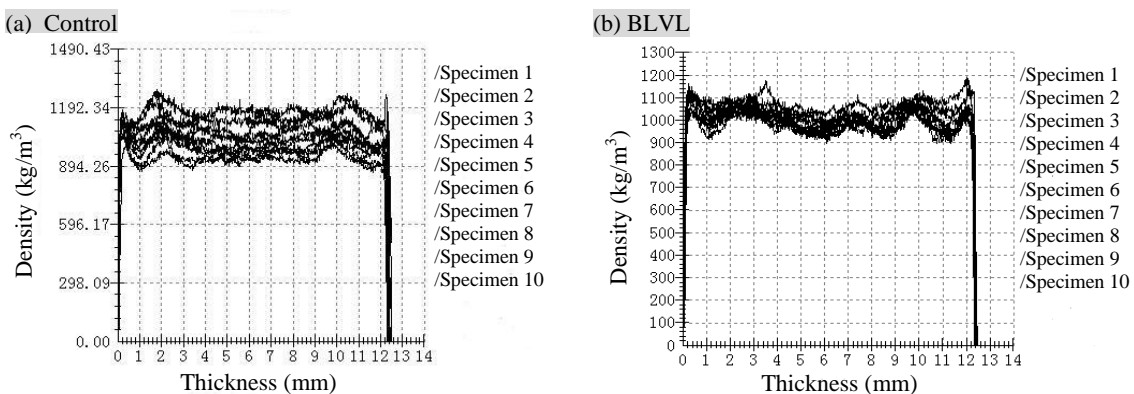 (a) Control
1490.43
1192.34
894.26
596.17
298.09
0.00
Density (kg/m³)
0 1 2 3 4 5 6 7 8 9 10 11 12 13 14
Thickness (mm)
/Specimen 1
/Specimen 2
/Specimen 3
/Specimen 4
/Specimen 5
/Specimen 6
/Specimen 7
/Specimen 8
/Specimen 9
/Specimen 10
(b) BLVL
1300
1200
1100
1000
900
800
700
600
500
400
300
200
100
0
Density (kg/m³)
0 1 2 3 4 5 6 7 8 9 10 11 12 13 14
Thickness (mm)
/Specimen 1
/Specimen 2
/Specimen 3
/Specimen 4
/Specimen 5
/Specimen 6
/Specimen 7
/Specimen 8
/Specimen 9
/Specimen 10